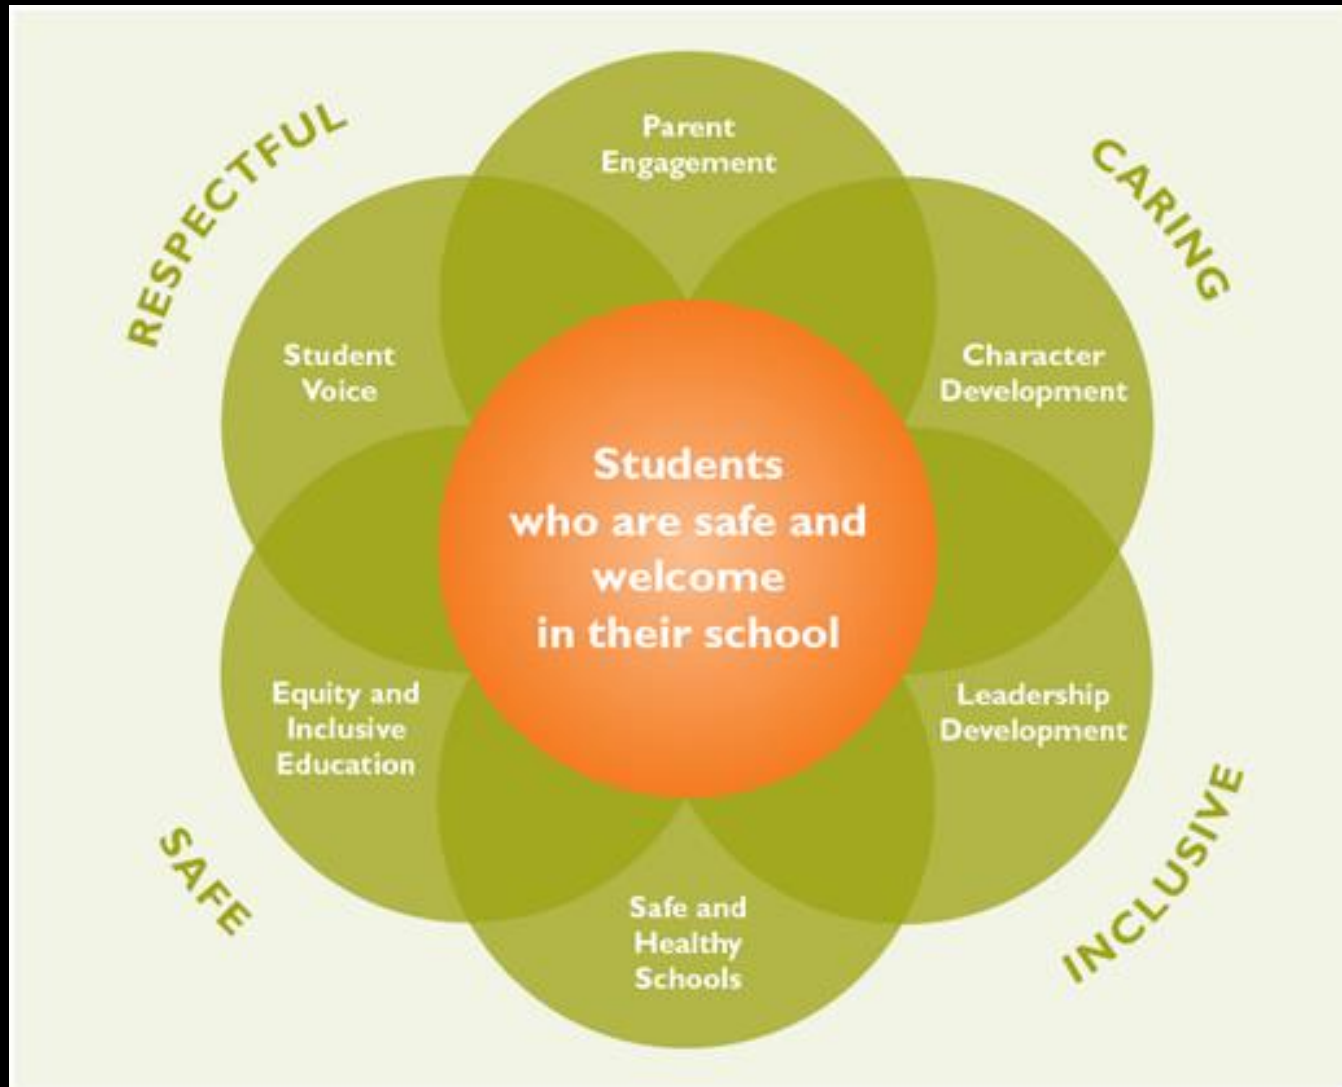 RESPECTFUL
CARING
Parent
Engagement
Student
Voice
Character
Development
Students
who are safe and
welcome
in their school
Equity and
Inclusive
Education
Leadership
Development
Safe and
Healthy
Schools
SAFE
INCLUSIVE